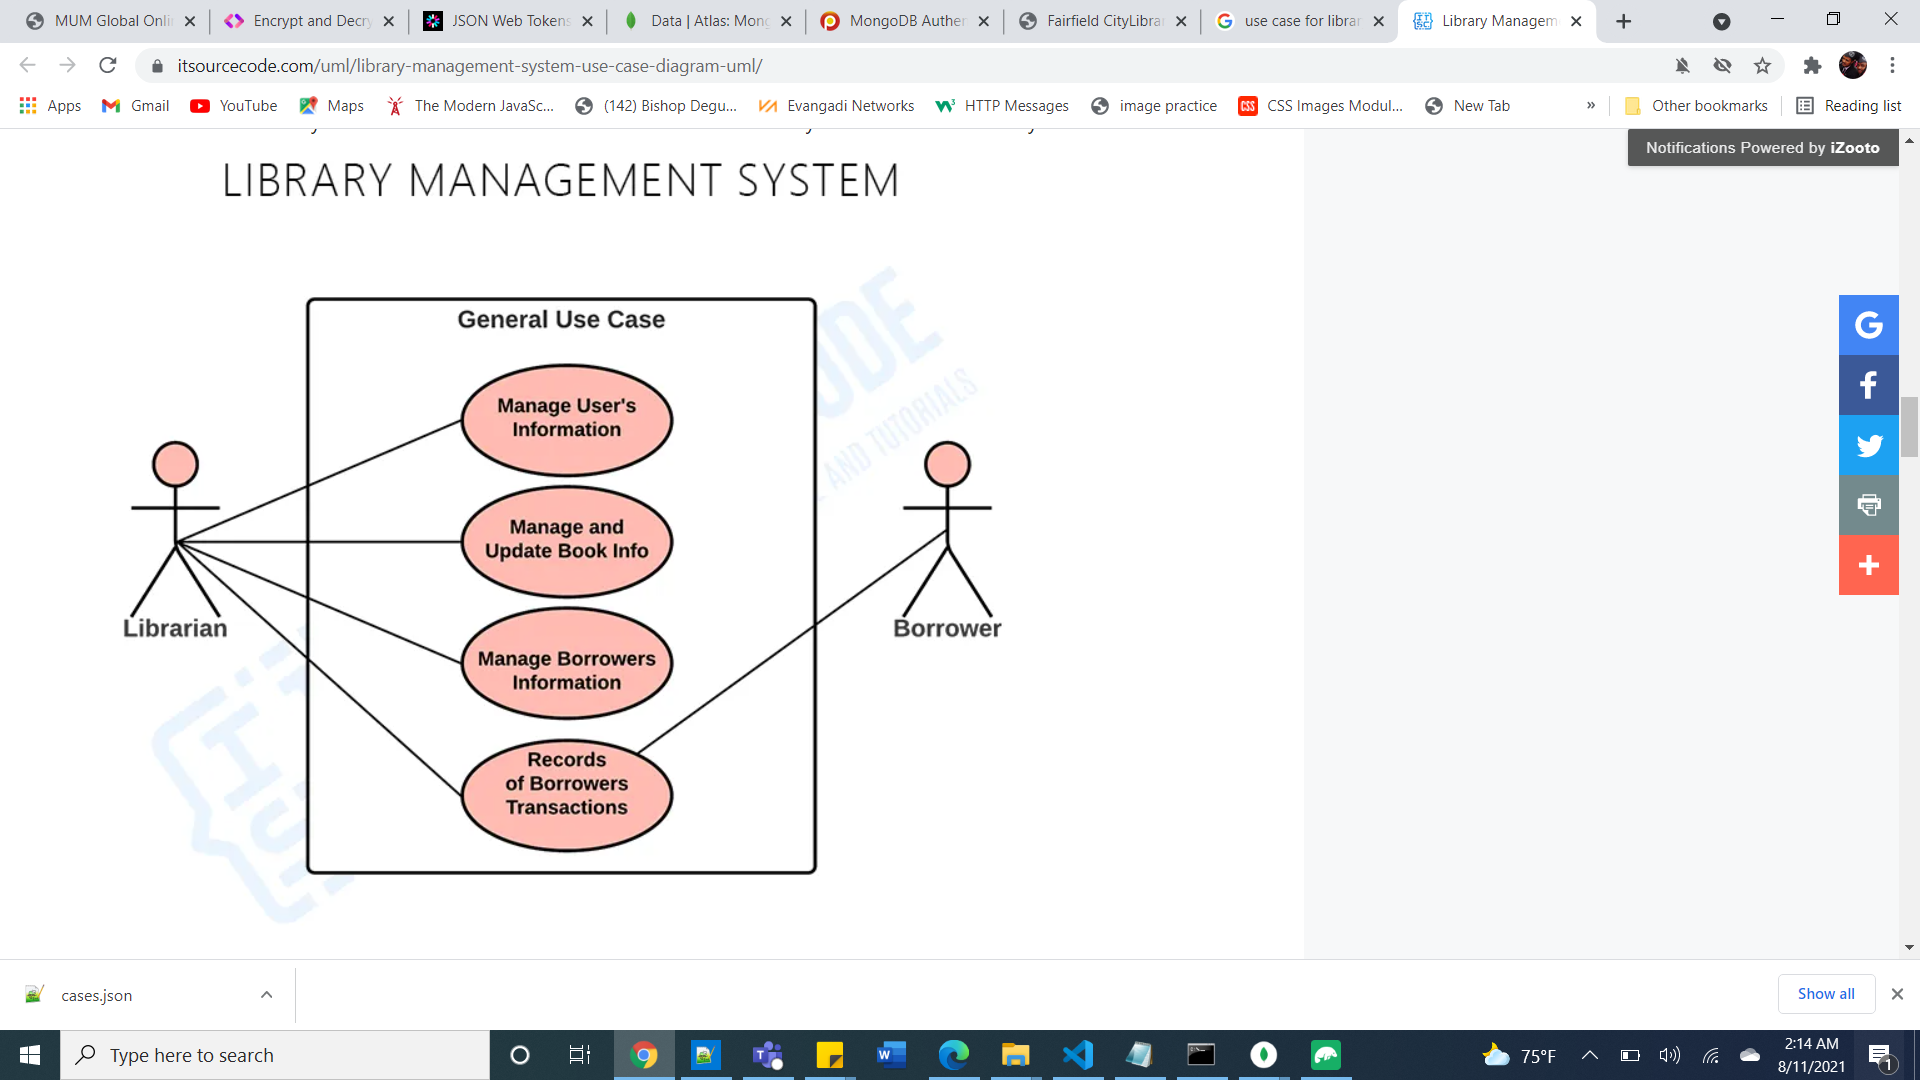 MUM Global Onli
Encrypt and Decry
JSON Web Tokens
Data | Atlas: Mong
MongoDB Authen
Fairfield CityLibrar
use case for librar
Library Managem
itsourcecode.com/uml/library-management-system-use-case-diagram-uml/
Apps
Gmail
YouTube
Maps
The Modern JavaSc...
(142) Bishop Degu...
Evangadi Networks
HTTP Messages
image practice
CSS Images Modul...
New Tab
»
Other bookmarks
Reading list
Notifications Powered by iZooto
LIBRARY MANAGEMENT SYSTEM
General Use Case
Manage User's
Information
Manage and
Update Book Info
Manage Borrowers
Information
Records
of Borrowers
Transactions
Librarian
Borrower
AND TUTORIALS
cases.json
Show all
Type here to search
75°F
2:14 AM
8/11/2021
1